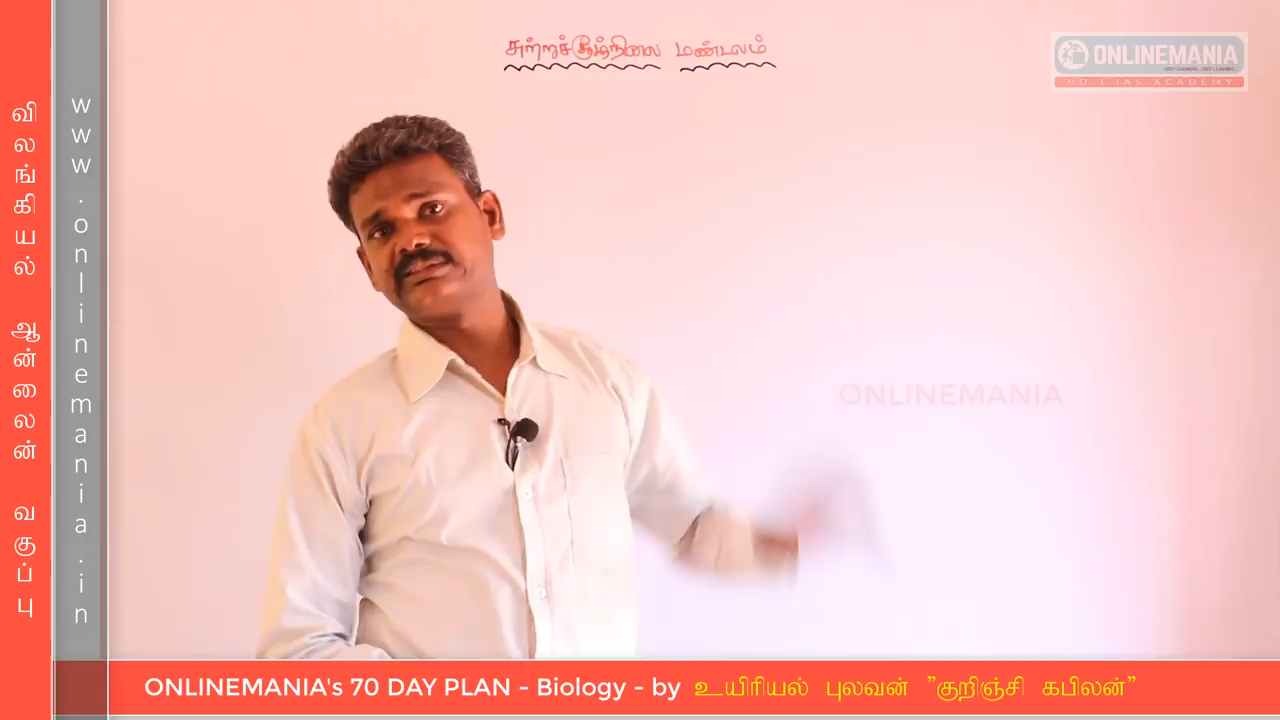 சுற்றுச்சூழ்நிலை மண்டலம்
ONLINEMANIA
NO 1 IAS ACADEMY
விலங்கியல் ஆன்லைன் வகுப்பு
www.onlinemania.in
ONLINEMANIA
ONLINEMANIA's 70 DAY PLAN - Biology - by உயிரியல் புலவன் "குறிஞ்சி கபிலன்"